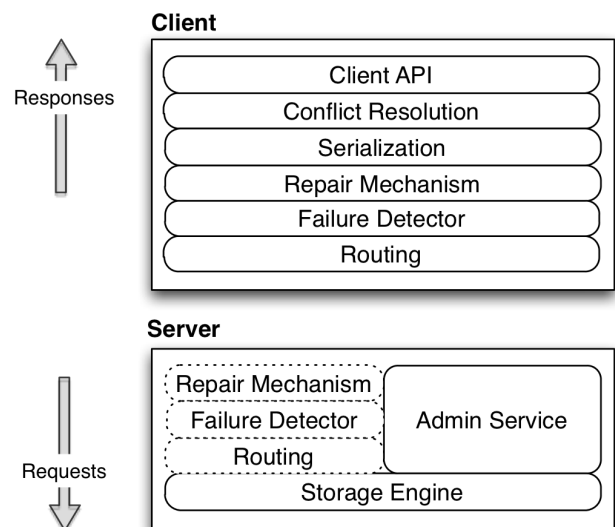 Client
Responses
Client API
Conflict Resolution
Serialization
Repair Mechanism
Failure Detector
Routing
Server
Repair Mechanism
Failure Detector
Routing
Admin Service
Requests
Storage Engine